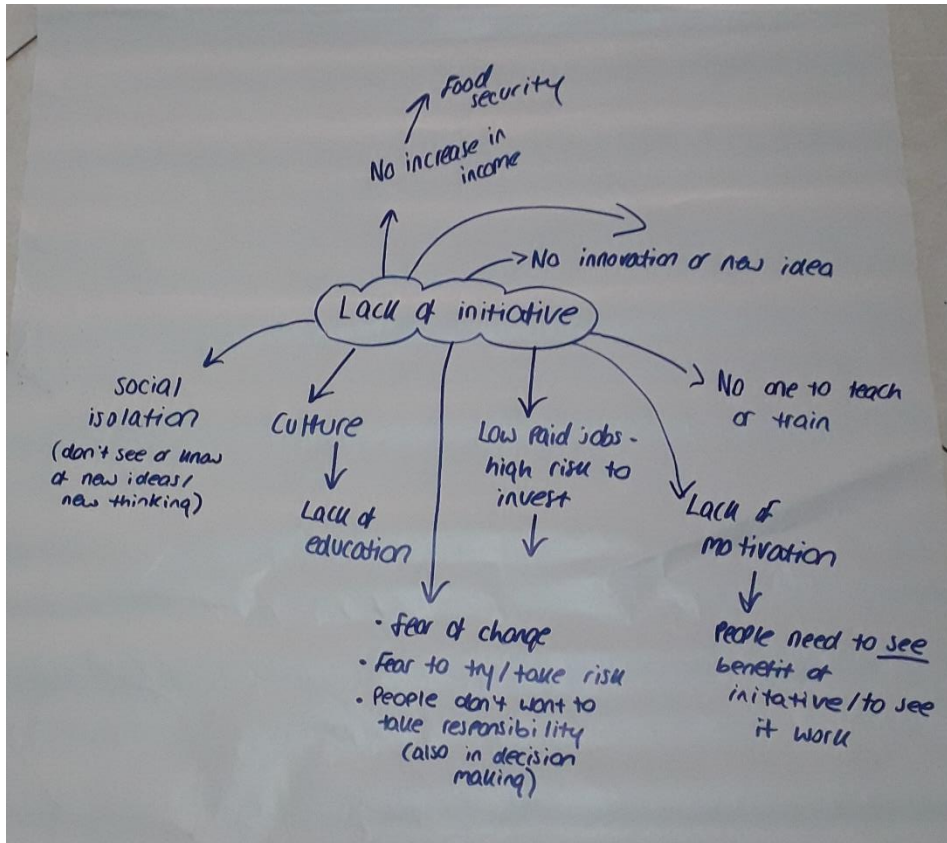 Food
security
No increase in
income
No innovation or new idea
Lack of initiative
social
isolation
(don't see or unaw
of new ideas/
new thinking)
Culture
Lack of
education
Low paid jobs -
high risk to
invest
No one to teach
or train
Lack of
motivation
• Fear of change
• Fear to try/take risk
• People don't want to
take responsibility
(also in decision
making)
People need to see
benefit of
initative/to see
it work